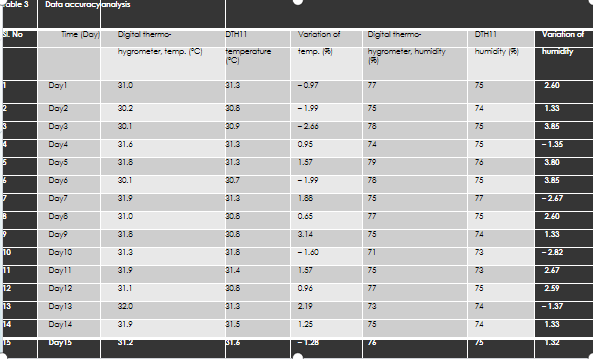 Table 3 Data accuracy analysis
Sl. No Time (Day) Digital thermo- DTH11 Variation of Digital thermo- DTH11 Variation of
hygrometer, temp. (°C) temperature (°C) temp. (%) hygrometer, humidity (%) humidity (%) humidity
1 Day1 31.0 31.3 – 0.97 77 75 2.60
2 Day2 30.2 30.8 – 1.99 75 74 1.33
3 Day3 30.1 30.9 – 2.66 78 75 3.85
4 Day4 31.6 31.3 0.95 74 75 – 1.35
5 Day5 31.8 31.3 1.57 79 76 3.80
6 Day6 30.1 30.7 – 1.99 78 75 3.85
7 Day7 31.9 31.3 1.88 75 77 – 2.67
8 Day8 31.0 30.8 0.65 77 75 2.60
9 Day9 31.8 30.8 3.14 75 74 1.33
10 Day10 31.3 31.8 – 1.60 71 73 – 2.82
11 Day11 31.9 31.4 1.57 75 73 2.67
12 Day12 31.1 30.8 0.96 77 75 2.59
13 Day13 32.0 31.3 2.19 73 74 – 1.37
14 Day14 31.9 31.5 1.25 75 74 1.33
15 Day15 31.2 31.6 – 1.28 76 75 1.32